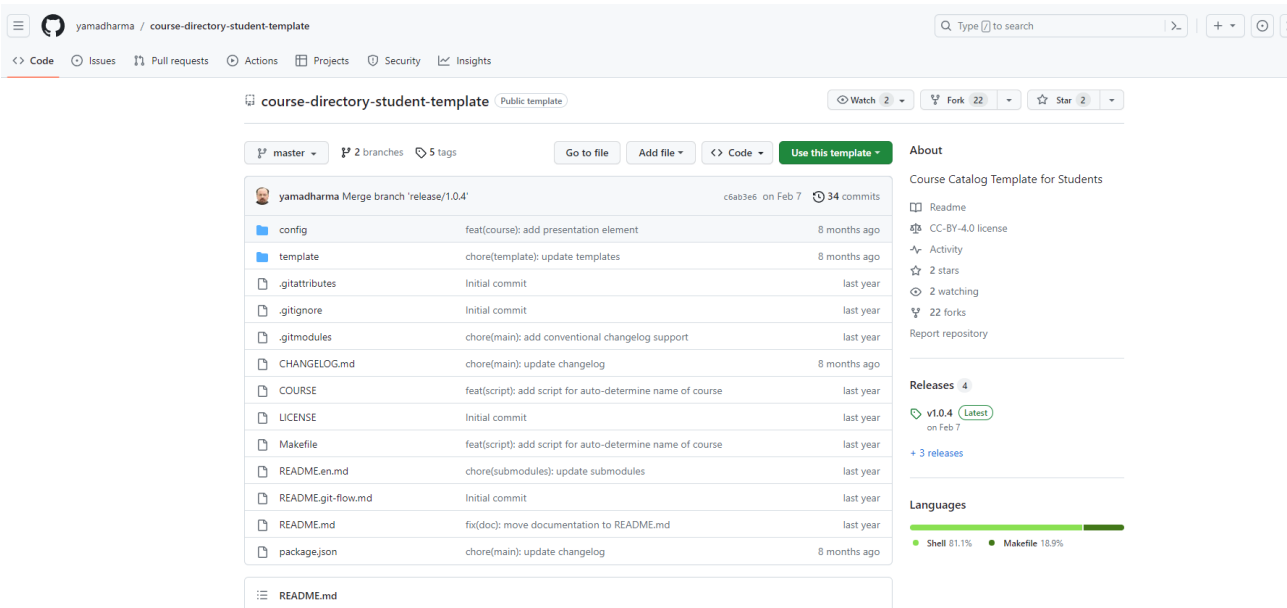 yamadharma / course-directory-student-template
Type / to search
Code Issues Pull requests Actions Projects Security Insights
course-directory-student-template Public template
Watch 2 Fork 22 Star 2
master 2 branches 5 tags Go to file Add file Code Use this template
yamadharma Merge branch 'release/1.0.4' c6ab3e6 on Feb 7 34 commits
config feat(course): add presentation element 8 months ago
template chore(template): update templates 8 months ago
.gitattributes Initial commit last year
.gitignore Initial commit last year
.gitmodules chore(main): add conventional changelog support last year
CHANGELOG.md chore(main): update changelog 8 months ago
COURSE feat(script): add script for auto-determine name of course last year
LICENSE Initial commit last year
Makefile feat(script): add script for auto-determine name of course last year
README.en.md chore(submodules): update submodules last year
README.git-flow.md Initial commit last year
README.md fix(doc): move documentation to README.md last year
package.json chore(main): update changelog 8 months ago
README.md
About
Course Catalog Template for Students
Readme
CC-BY-4.0 license
Activity
2 stars
2 watching
22 forks
Report repository
Releases 4
v1.0.4 Latest
on Feb 7
+ 3 releases
Languages
Shell 81.1% Makefile 18.9%